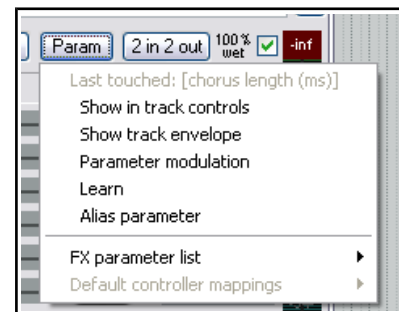 Param
2 in 2 out
100%
wet
-inf
Last touched: [chorus length (ms)]
Show in track controls
Show track envelope
Parameter modulation
Learn
Alias parameter
FX parameter list
Default controller mappings